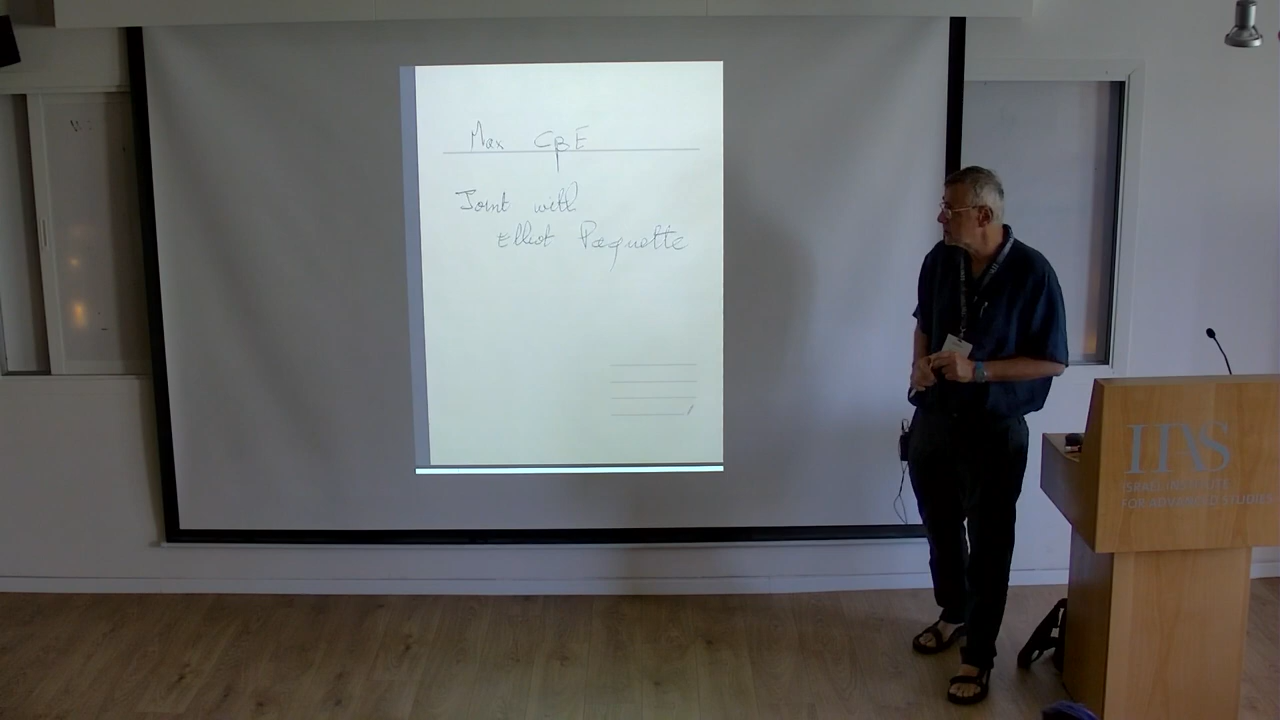 Max CβE
Joint with
Elliot Paquette
IIAS
ISRAEL INSTITUTE
FOR ADVANCED STUDIES